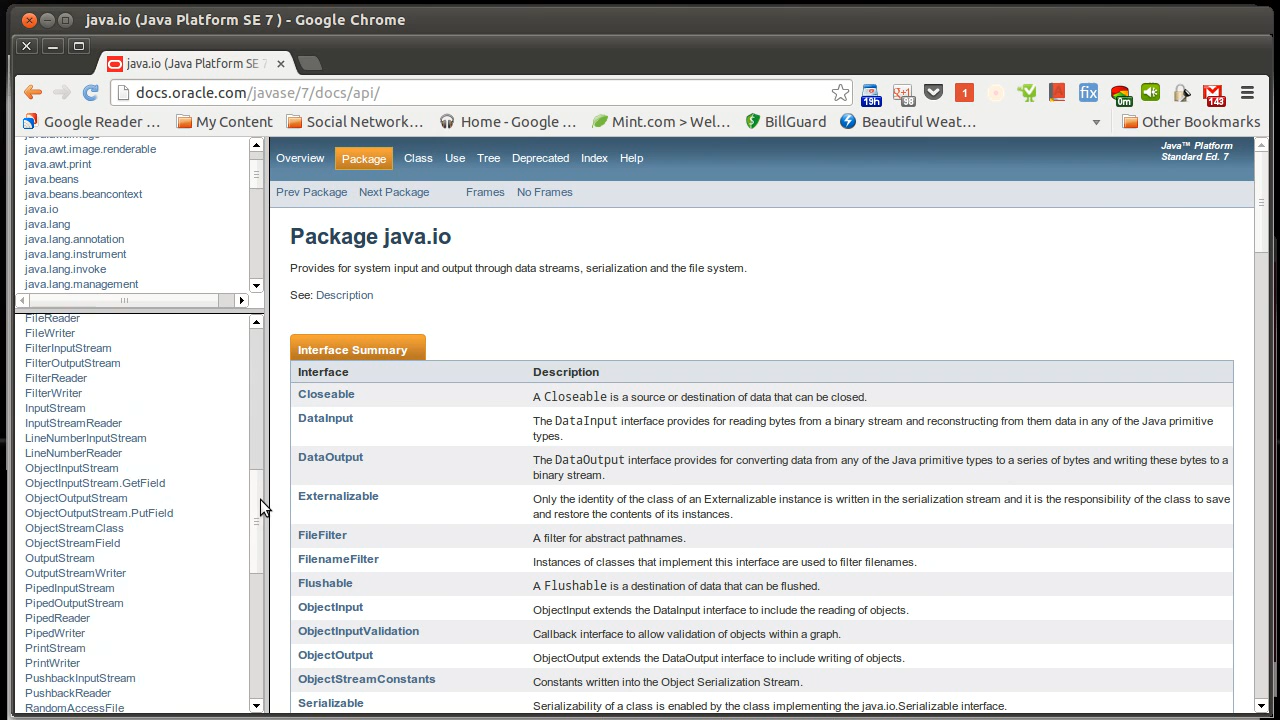 java.io (Java Platform SE 7 ) - Google Chrome
java.io (Java Platform SE 7
docs.oracle.com/javase/7/docs/api/
19h
98
1
fix
0m
143
Google Reader ...
My Content
Social Network...
Home - Google ...
Mint.com > Wel...
BillGuard
Beautiful Weat...
Other Bookmarks
java.awt.image
java.awt.image.renderable
java.awt.print
java.beans
java.beans.beancontext
java.io
java.lang
java.lang.annotation
java.lang.instrument
java.lang.invoke
java.lang.management
FileReader
FileWriter
FilterInputStream
FilterOutputStream
FilterReader
FilterWriter
InputStream
InputStreamReader
LineNumberInputStream
LineNumberReader
ObjectInputStream
ObjectInputStream.GetField
ObjectOutputStream
ObjectOutputStream.PutField
ObjectStreamClass
ObjectStreamField
OutputStream
OutputStreamWriter
PipedInputStream
PipedOutputStream
PipedReader
PipedWriter
PrintStream
PrintWriter
PushbackInputStream
PushbackReader
RandomAccessFile
Overview Package Class Use Tree Deprecated Index Help
Java™ Platform
Standard Ed. 7
Prev Package Next Package Frames No Frames
Package java.io
Provides for system input and output through data streams, serialization and the file system.
See: Description
Interface Summary
Interface Description
Closeable A Closeable is a source or destination of data that can be closed.
DataInput The DataInput interface provides for reading bytes from a binary stream and reconstructing from them data in any of the Java primitive
types.
DataOutput The DataOutput interface provides for converting data from any of the Java primitive types to a series of bytes and writing these bytes to a
binary stream.
Externalizable Only the identity of the class of an Externalizable instance is written in the serialization stream and it is the responsibility of the class to save
and restore the contents of its instances.
FileFilter A filter for abstract pathnames.
FilenameFilter Instances of classes that implement this interface are used to filter filenames.
Flushable A Flushable is a destination of data that can be flushed.
ObjectInput ObjectInput extends the DataInput interface to include the reading of objects.
ObjectInputValidation Callback interface to allow validation of objects within a graph.
ObjectOutput ObjectOutput extends the DataOutput interface to include writing of objects.
ObjectStreamConstants Constants written into the Object Serialization Stream.
Serializable Serializability of a class is enabled by the class implementing the java.io.Serializable interface.